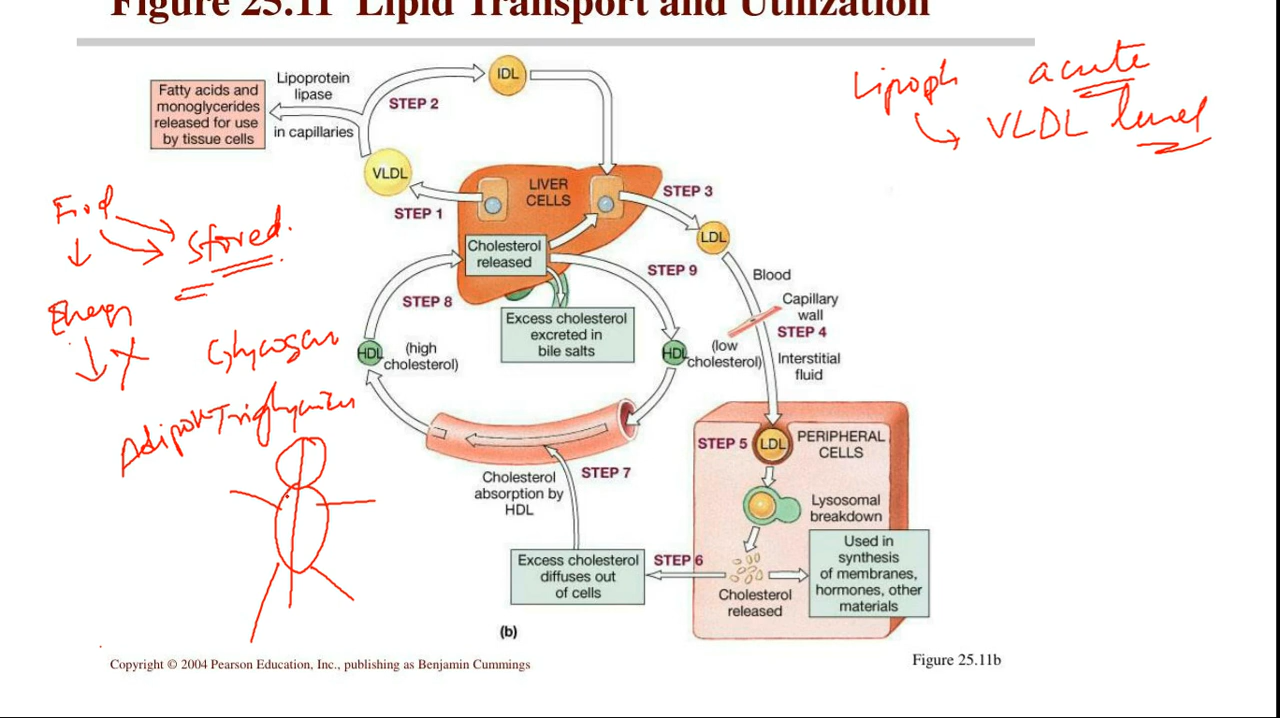 Figure 25.11 Lipid Transport and Utilization
Fatty acids and
monoglycerides
released for use
by tissue cells
Lipoprotein
lipase
in capillaries
STEP 2
IDL
VLDL
STEP 1
LIVER
CELLS
STEP 3
LDL
Cholesterol
released
STEP 9
STEP 8
Excess cholesterol
excreted in
bile salts
HDL
(high
cholesterol)
HDL
(low
cholesterol)
Blood
Capillary
wall
STEP 4
Interstitial
fluid
STEP 5
LDL
PERIPHERAL
CELLS
Lysosomal
breakdown
Cholesterol
released
Used in
synthesis
of membranes,
hormones, other
materials
STEP 6
Excess cholesterol
diffuses out
of cells
STEP 7
Cholesterol
absorption by
HDL
(b)
acute
VLDL level
stored.
Copyright © 2004 Pearson Education, Inc., publishing as Benjamin Cummings
Figure 25.11b